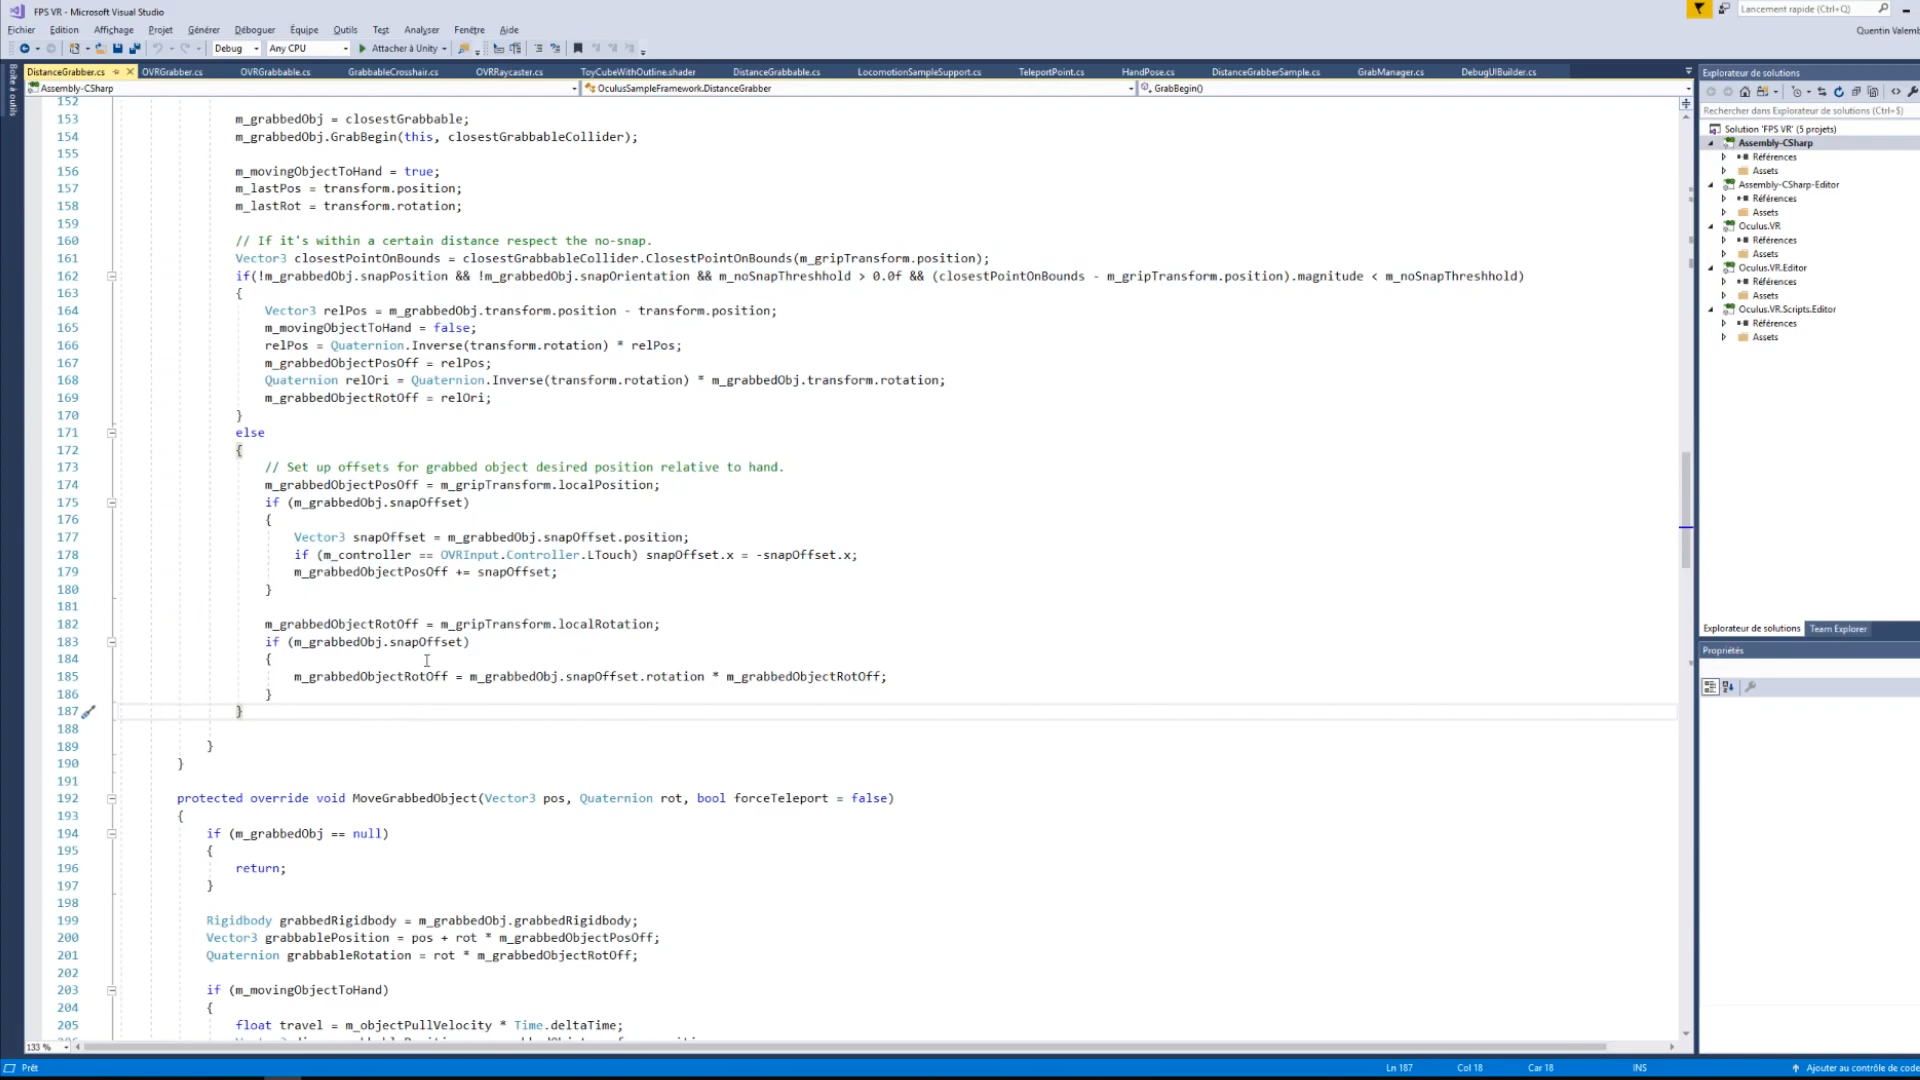 FPS VR - Microsoft Visual Studio
Lancement rapide (Ctrl+Q)
Fichier Edition Affichage Projet Générer Déboguer Équipe Outils Test Analyser Fenêtre Aide
Quentin Valemb
Debug Any CPU Attacher à Unity
Boîte à outils
DistanceGrabber.cs OVRGrabber.cs OVRGrabbable.cs GrabbableCrosshair.cs OVRRaycaster.cs ToyCubeWithOutline.shader DistanceGrabbable.cs LocomotionSampleSupport.cs TeleportPoint.cs HandPose.cs DistanceGrabberSample.cs GrabManager.cs DebugUIBuilder.cs
Assembly-CSharp OculusSampleFramework.DistanceGrabber GrabBegin()
152
153 m_grabbedObj = closestGrabbable;
154 m_grabbedObj.GrabBegin(this, closestGrabbableCollider);
155
156 m_movingObjectToHand = true;
157 m_lastPos = transform.position;
158 m_lastRot = transform.rotation;
159
160 // If it's within a certain distance respect the no-snap.
161 Vector3 closestPointOnBounds = closestGrabbableCollider.ClosestPointOnBounds(m_gripTransform.position);
162 if(!m_grabbedObj.snapPosition && !m_grabbedObj.snapOrientation && m_noSnapThreshhold > 0.0f && (closestPointOnBounds - m_gripTransform.position).magnitude < m_noSnapThreshhold)
163 {
164 Vector3 relPos = m_grabbedObj.transform.position - transform.position;
165 m_movingObjectToHand = false;
166 relPos = Quaternion.Inverse(transform.rotation) * relPos;
167 m_grabbedObjectPosOff = relPos;
168 Quaternion relOri = Quaternion.Inverse(transform.rotation) * m_grabbedObj.transform.rotation;
169 m_grabbedObjectRotOff = relOri;
170 }
171 else
172 {
173 // Set up offsets for grabbed object desired position relative to hand.
174 m_grabbedObjectPosOff = m_gripTransform.localPosition;
175 if (m_grabbedObj.snapOffset)
176 {
177 Vector3 snapOffset = m_grabbedObj.snapOffset.position;
178 if (m_controller == OVRInput.Controller.LTouch) snapOffset.x = -snapOffset.x;
179 m_grabbedObjectPosOff += snapOffset;
180 }
181
182 m_grabbedObjectRotOff = m_gripTransform.localRotation;
183 if (m_grabbedObj.snapOffset)
184 {
185 m_grabbedObjectRotOff = m_grabbedObj.snapOffset.rotation * m_grabbedObjectRotOff;
186 }
187 }
188
189 }
190 }
191
192 protected override void MoveGrabbedObject(Vector3 pos, Quaternion rot, bool forceTeleport = false)
193 {
194 if (m_grabbedObj == null)
195 {
196 return;
197 }
198
199 Rigidbody grabbedRigidbody = m_grabbedObj.grabbedRigidbody;
200 Vector3 grabbablePosition = pos + rot * m_grabbedObjectPosOff;
201 Quaternion grabbableRotation = rot * m_grabbedObjectRotOff;
202
203 if (m_movingObjectToHand)
204 {
205 float travel = m_objectPullVelocity * Time.deltaTime;
133 %
Explorateur de solutions
Rechercher dans Explorateur de solutions (Ctrl+$)
Solution 'FPS VR' (5 projets)
Assembly-CSharp
Références
Assets
Assembly-CSharp-Editor
Références
Assets
Oculus.VR
Références
Assets
Oculus.VR.Editor
Références
Assets
Oculus.VR.Scripts.Editor
Références
Assets
Explorateur de solutions Team Explorer
Propriétés
Prêt Ln 187 Col 18 Car 18 INS Ajouter au contrôle de code